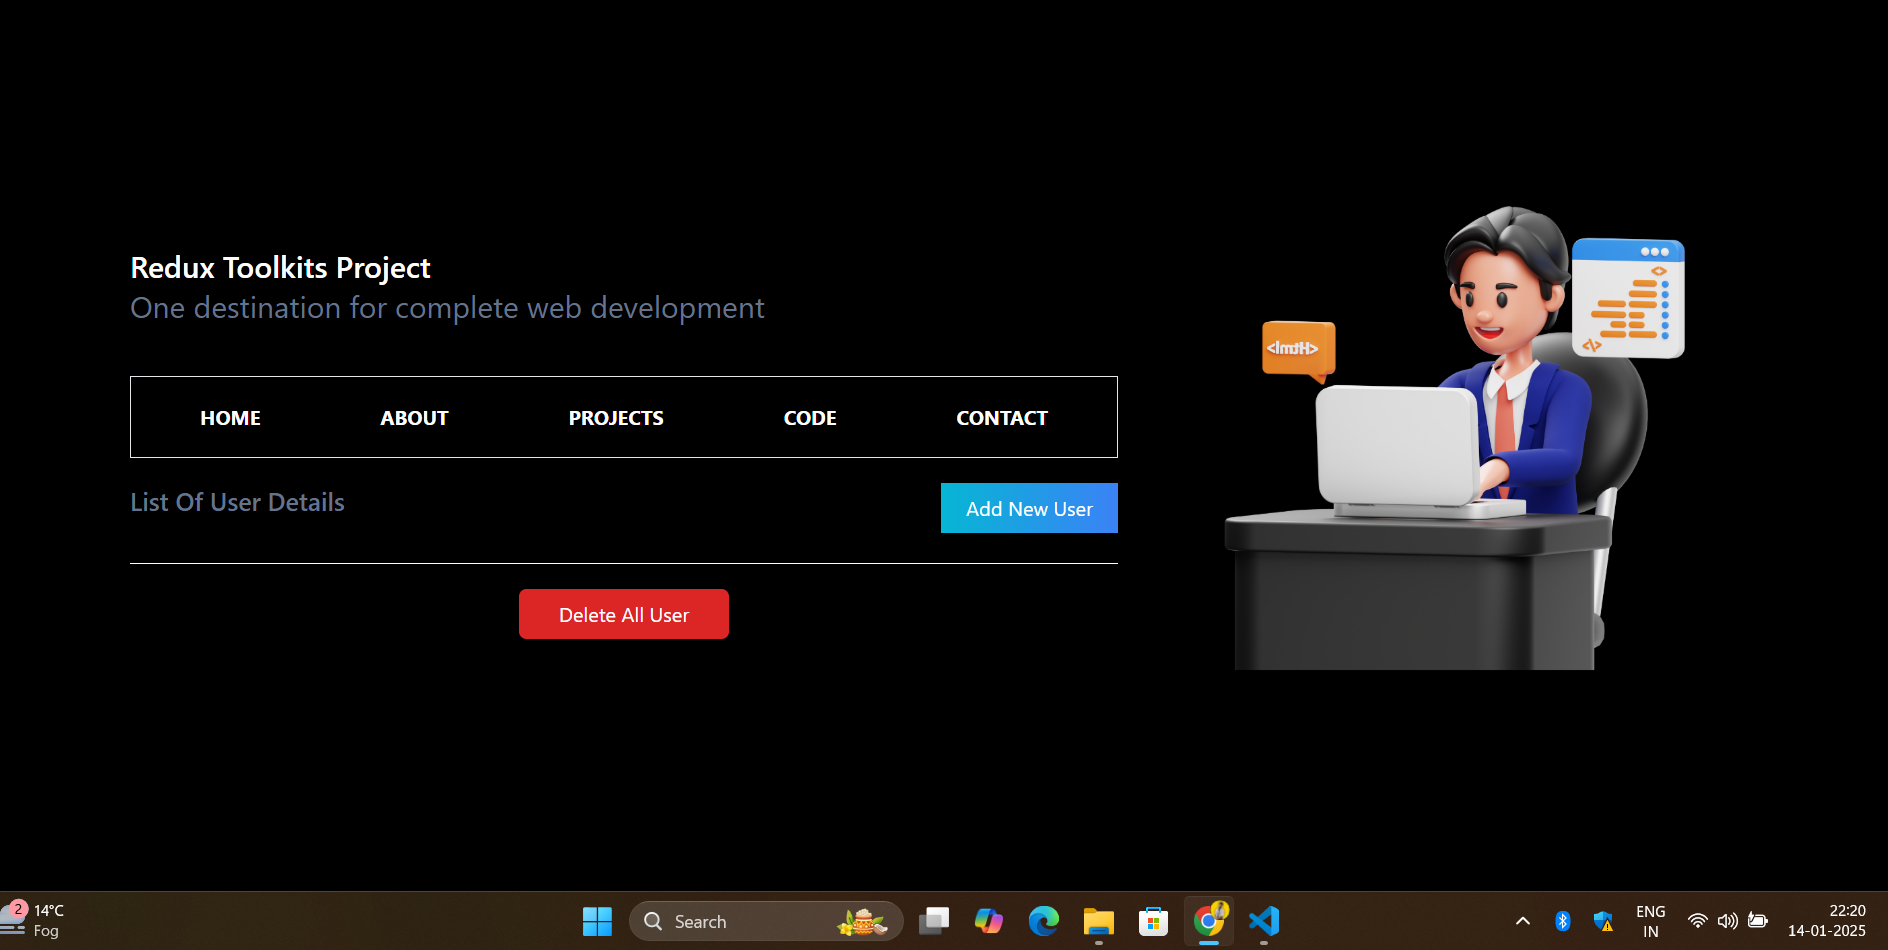 Redux Toolkits Project
One destination for complete web development
HOME ABOUT PROJECTS CODE CONTACT
List Of User Details
Add New User
Delete All User
<Html>
<>
</>
2
14°C
Fog
Search
ENG
IN
22:20
14-01-2025